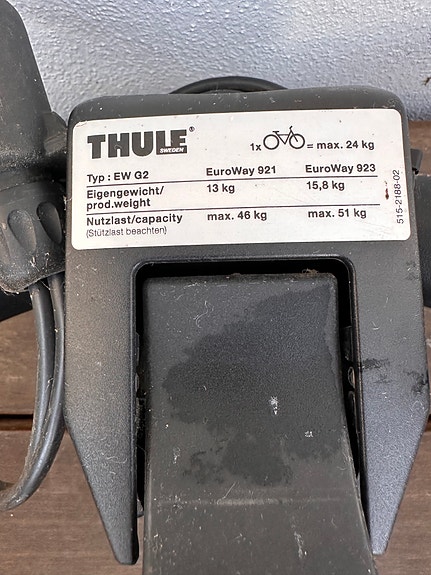 THULE®
SWEDEN
1x = max. 24 kg
Typ : EW G2 EuroWay 921 EuroWay 923
Eigengewicht/ 13 kg 15,8 kg
prod.weight
Nutzlast/capacity max. 46 kg max. 51 kg
(Stützlast beachten)
515-2188-02